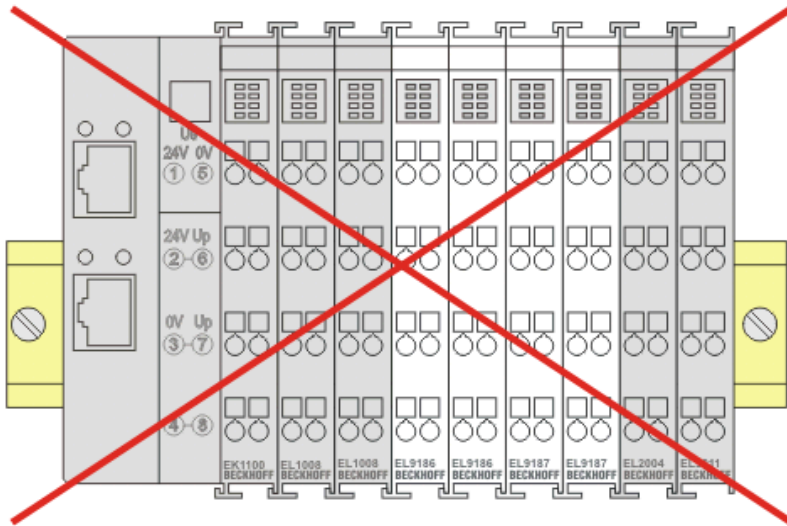 Us
24V 0V
1 5
24V Up
2 6
0V Up
3 7
4 8
EK1100 EL1008 EL1008 EL9186 EL9186 EL9187 EL9187 EL2004
BECKHOFF BECKHOFF BECKHOFF BECKHOFF BECKHOFF BECKHOFF BECKHOFF BECKHOFF BECKHOFF